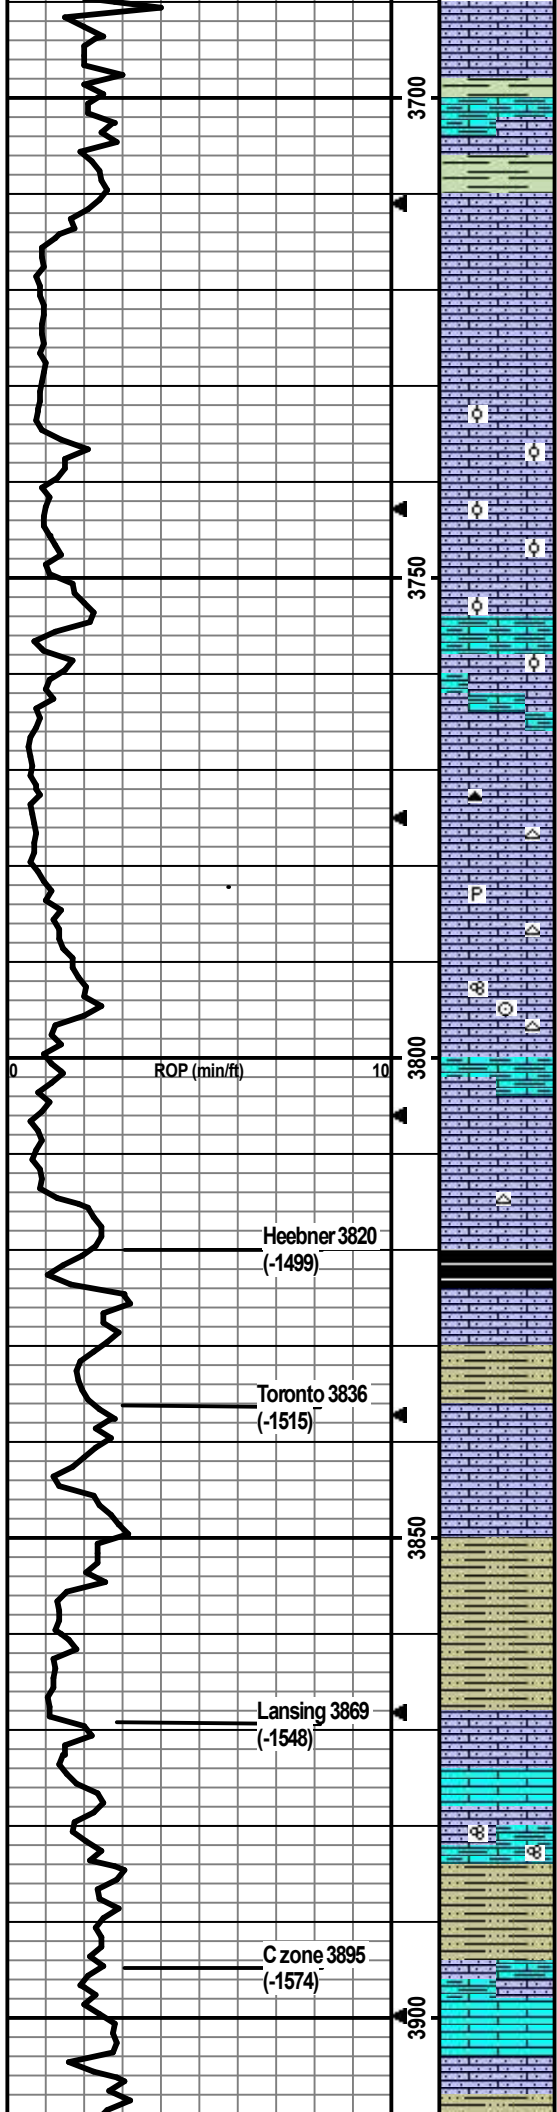 3700
3750
P
3800
0 ROP (min/ft) 10
Heebner 3820
(-1499)
Toronto 3836
(-1515)
3850
Lansing 3869
(-1548)
C zone 3895
(-1574)
3900